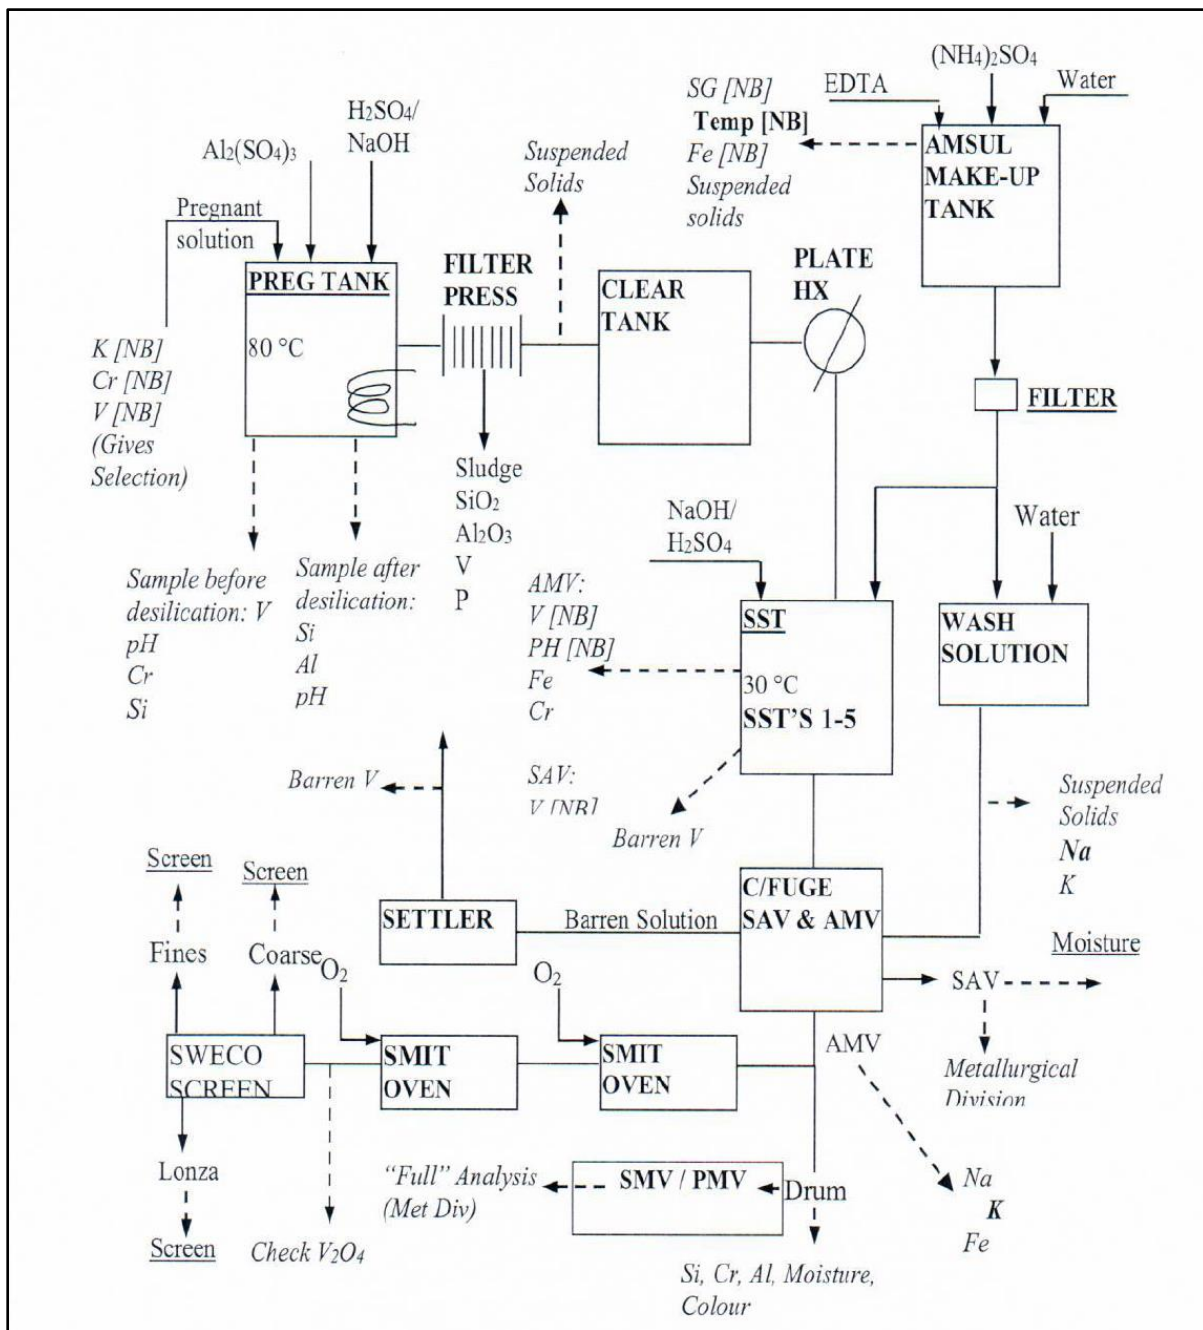 (NH4)2SO4
EDTA
Water
SG [NB]
Temp [NB]
Fe [NB]
Suspended
solids
AMSUL
MAKE-UP
TANK
H2SO4/
NaOH
Al2(SO4)3
Pregnant
solution
Suspended
Solids
PREG TANK
80 °C
FILTER
PRESS
CLEAR
TANK
PLATE
HX
FILTER
K [NB]
Cr [NB]
V [NB]
(Gives
Selection)
Sludge
SiO2
Al2O3
V
P
NaOH/
H2SO4
Water
Sample before
desilication: V
pH
Cr
Si
Sample after
desilication:
Si
Al
pH
AMV:
V [NB]
PH [NB]
Fe
Cr
SST
30 °C
SST'S 1-5
WASH
SOLUTION
SAV:
V [NB]
Barren V
Barren V
Suspended
Solids
Na
K
Screen
Screen
Fines
Coarse
SETTLER
Barren Solution
C/FUGE
SAV & AMV
Moisture
SAV
O2
O2
AMV
SWECO
SCREEN
SMIT
OVEN
SMIT
OVEN
Metallurgical
Division
Lonza
Screen
Check V2O4
"Full" Analysis
(Met Div)
SMV / PMV
Drum
Na
K
Fe
Si, Cr, Al, Moisture,
Colour